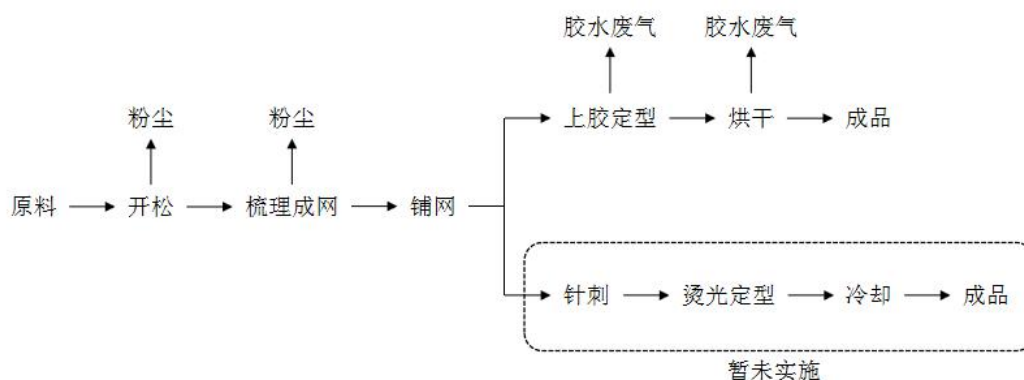 胶水废气 胶水废气
粉尘 粉尘 上胶定型 烘干 成品
原料 开松 梳理成网 铺网
针刺 烫光定型 冷却 成品
暂未实施